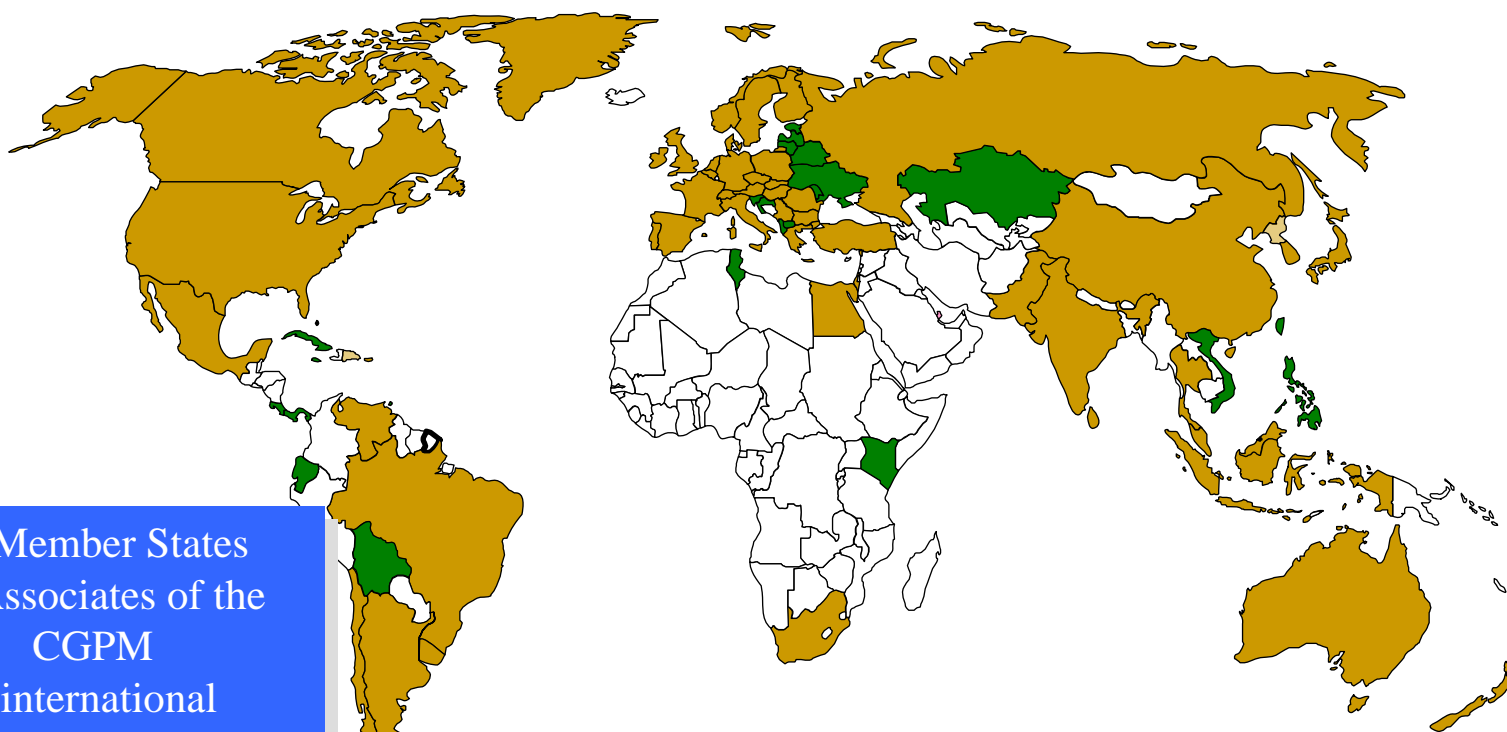 Member States
Associates of the
CGPM
international